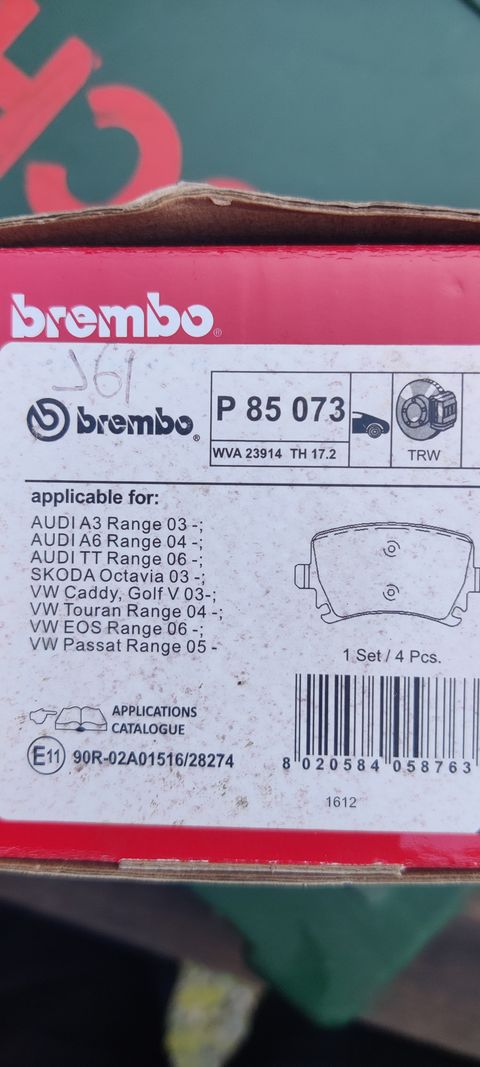 brembo®
brembo®
P 85 073
WVA 23914 TH 17.2
TRW
applicable for:
AUDI A3 Range 03 -;
AUDI A6 Range 04 -;
AUDI TT Range 06 -;
SKODA Octavia 03 -;
VW Caddy, Golf V 03-;
VW Touran Range 04 -;
VW EOS Range 06 -;
VW Passat Range 05 -
1 Set / 4 Pcs.
APPLICATIONS
CATALOGUE
E11 90R-02A01516/28274
8 020584 058763
1612